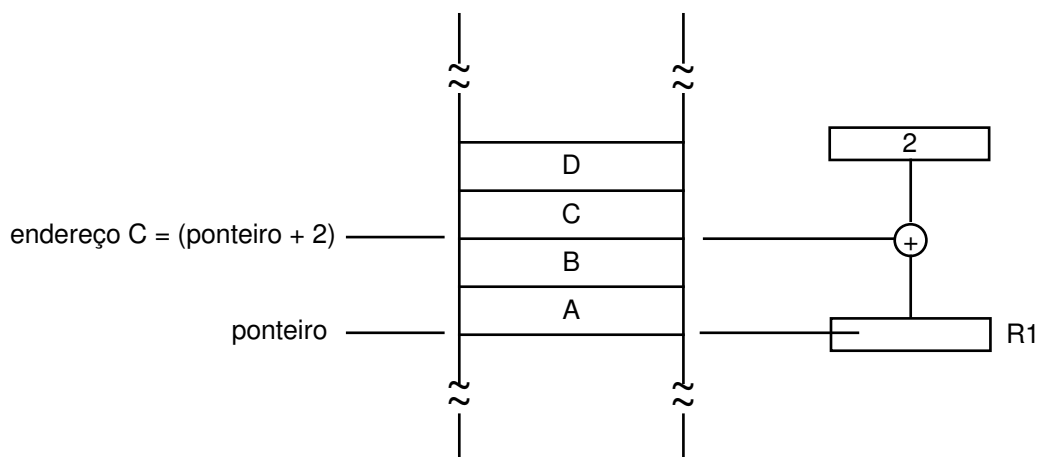 2
D
C
endereço C = (ponteiro + 2)
+
B
A
ponteiro
R1